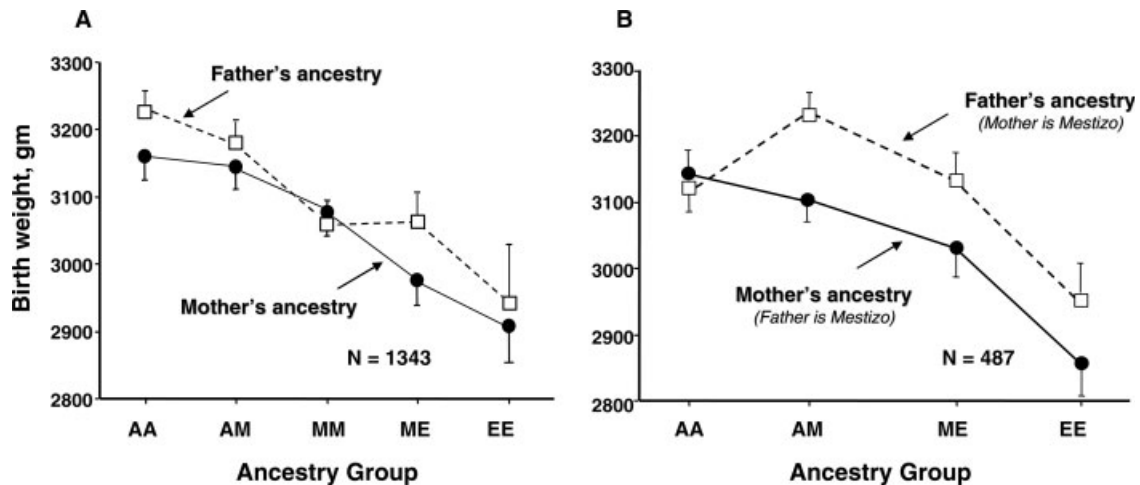 A
3300
3200
3100
3000
2900
2800
Birth weight, gm
Father's ancestry
Mother's ancestry
N = 1343
AA AM MM ME EE
Ancestry Group
B
3300
3200
3100
3000
2900
2800
Father's ancestry
(Mother is Mestizo)
Mother's ancestry
(Father is Mestizo)
N = 487
AA AM ME EE
Ancestry Group